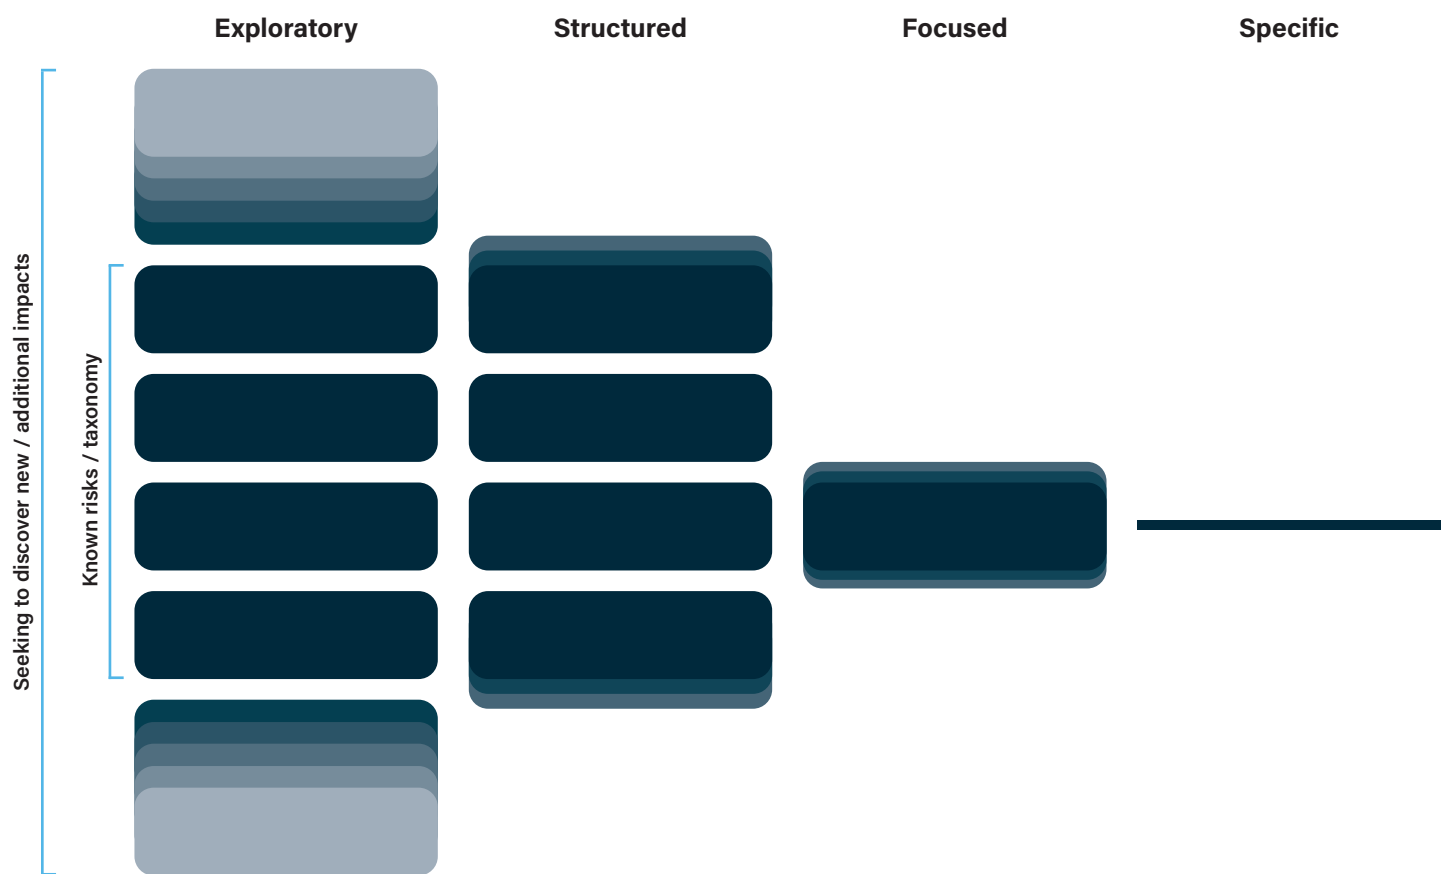 Exploratory
Structured
Focused
Specific
Seeking to discover new / additional impacts
Known risks / taxonomy